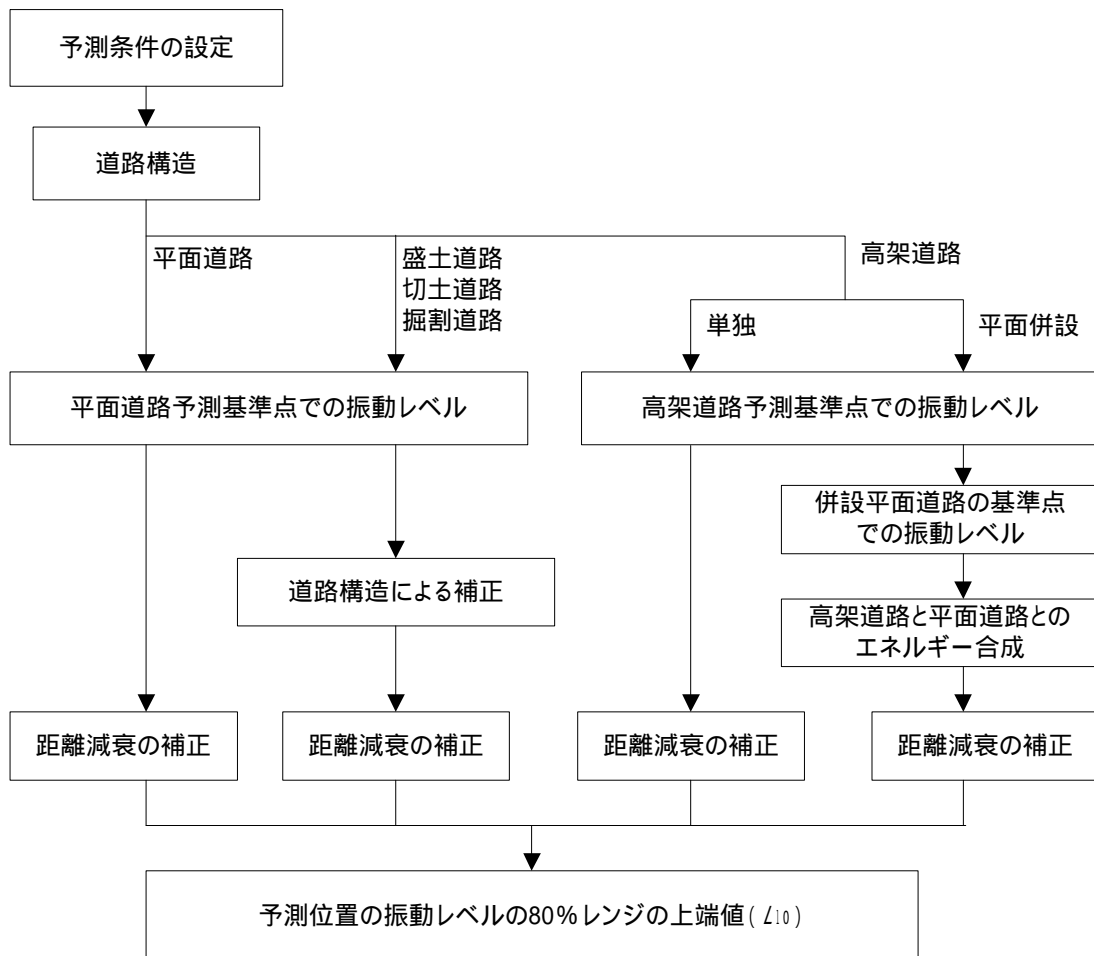 予測条件の設定
道路構造
平面道路
盛土道路
切土道路
掘割道路
高架道路
単独
平面併設
平面道路予測基準点での振動レベル
高架道路予測基準点での振動レベル
併設平面道路の基準点
での振動レベル
道路構造による補正
高架道路と平面道路との
エネルギー合成
距離減衰の補正
距離減衰の補正
距離減衰の補正
距離減衰の補正
予測位置の振動レベルの80%レンジの上端値(L10)